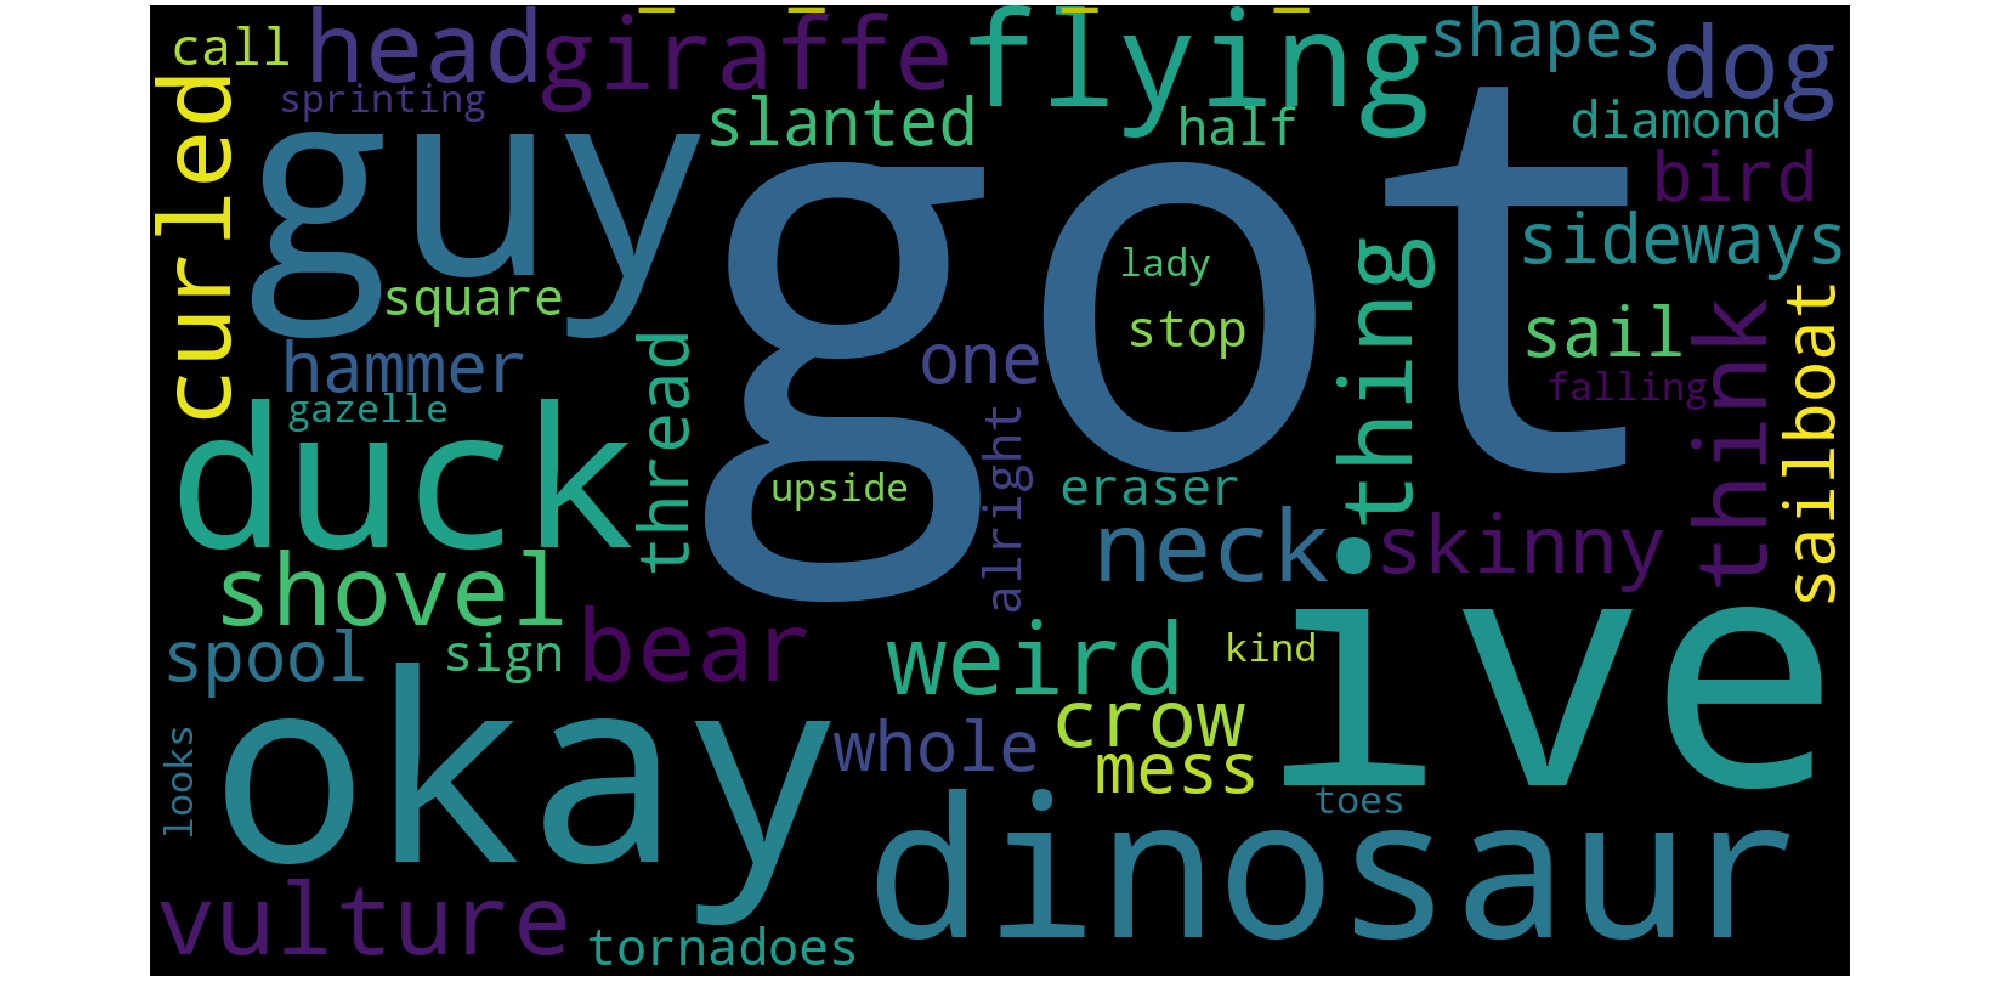 call
head
giraffe
flying
shapes
dog
sprinting
curled
guy
slanted
half
got
diamond
bird
sideways
lady
square
stop
thing
sail
sailboat
hammer
thread
one
think
falling
gazelle
duck
upside
alright
eraser
neck
skinny
shovel
spool
sign
bear
weird
kind
ive
okay
whole
crow
mess
looks
toes
dinosaur
vulture
tornadoes